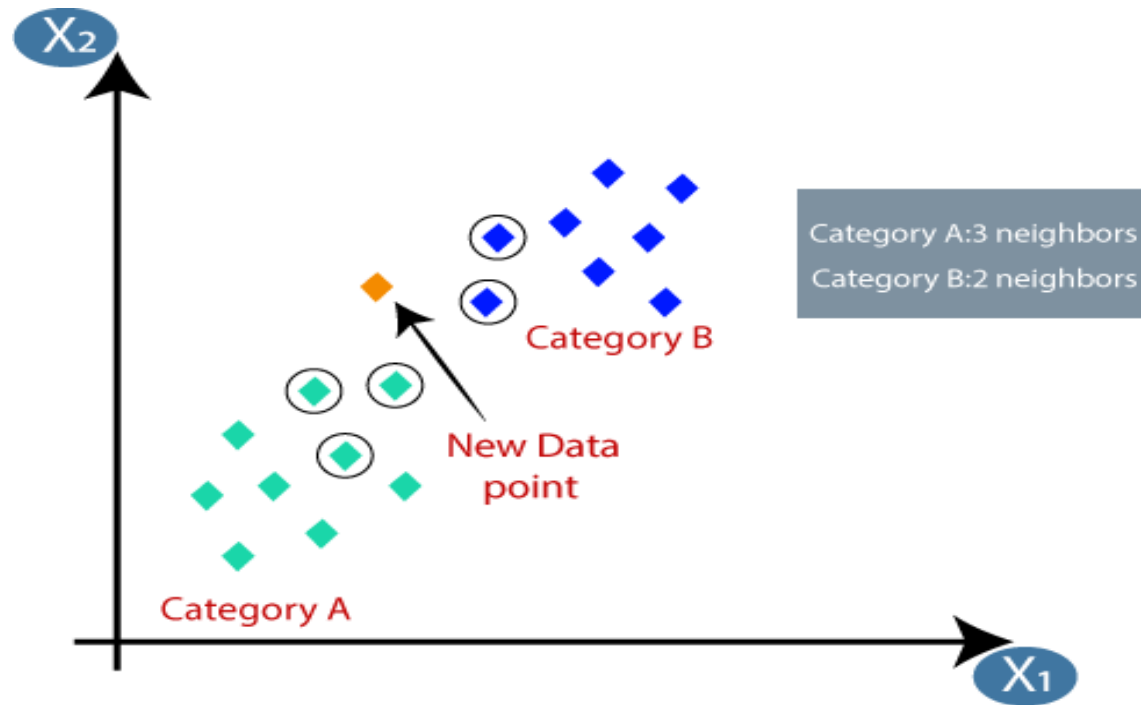 X₂
Category A:3 neighbors
Category B:2 neighbors
Category B
New Data
point
Category A
X₁